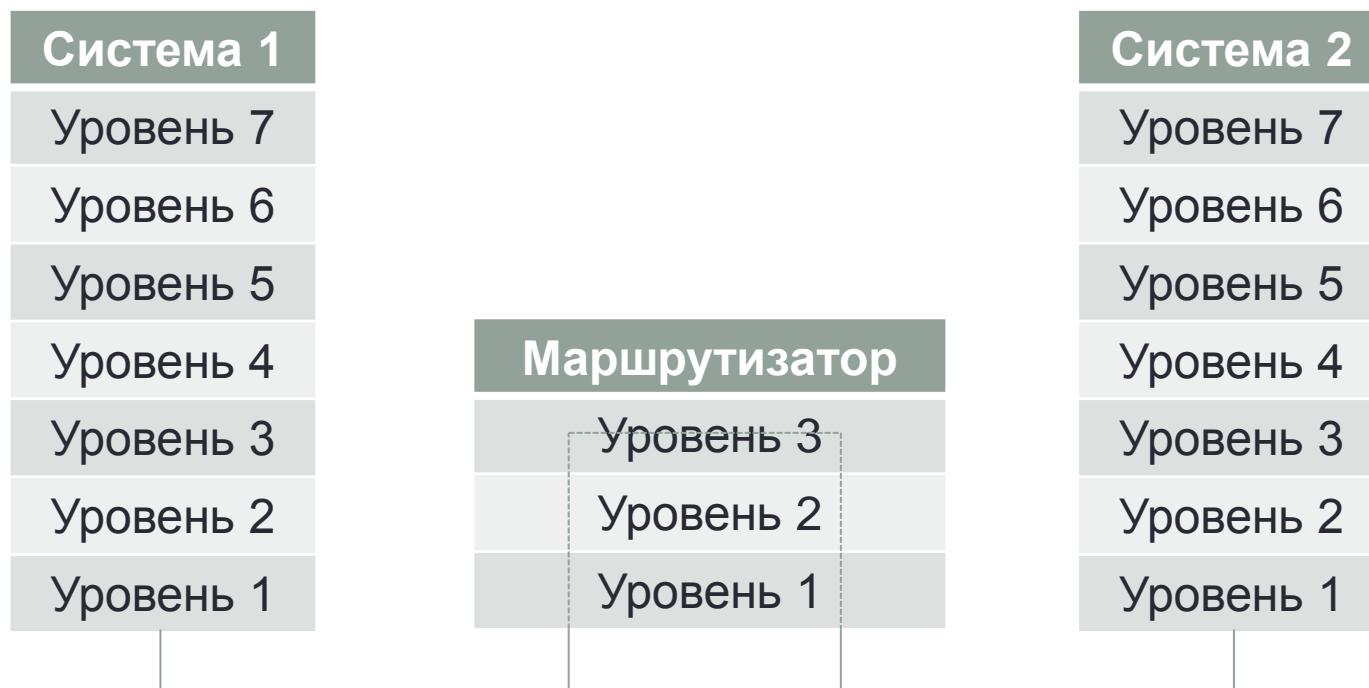 Система 1
Уровень 7
Уровень 6
Уровень 5
Уровень 4
Уровень 3
Уровень 2
Уровень 1
Маршрутизатор
Уровень 3
Уровень 2
Уровень 1
Система 2
Уровень 7
Уровень 6
Уровень 5
Уровень 4
Уровень 3
Уровень 2
Уровень 1